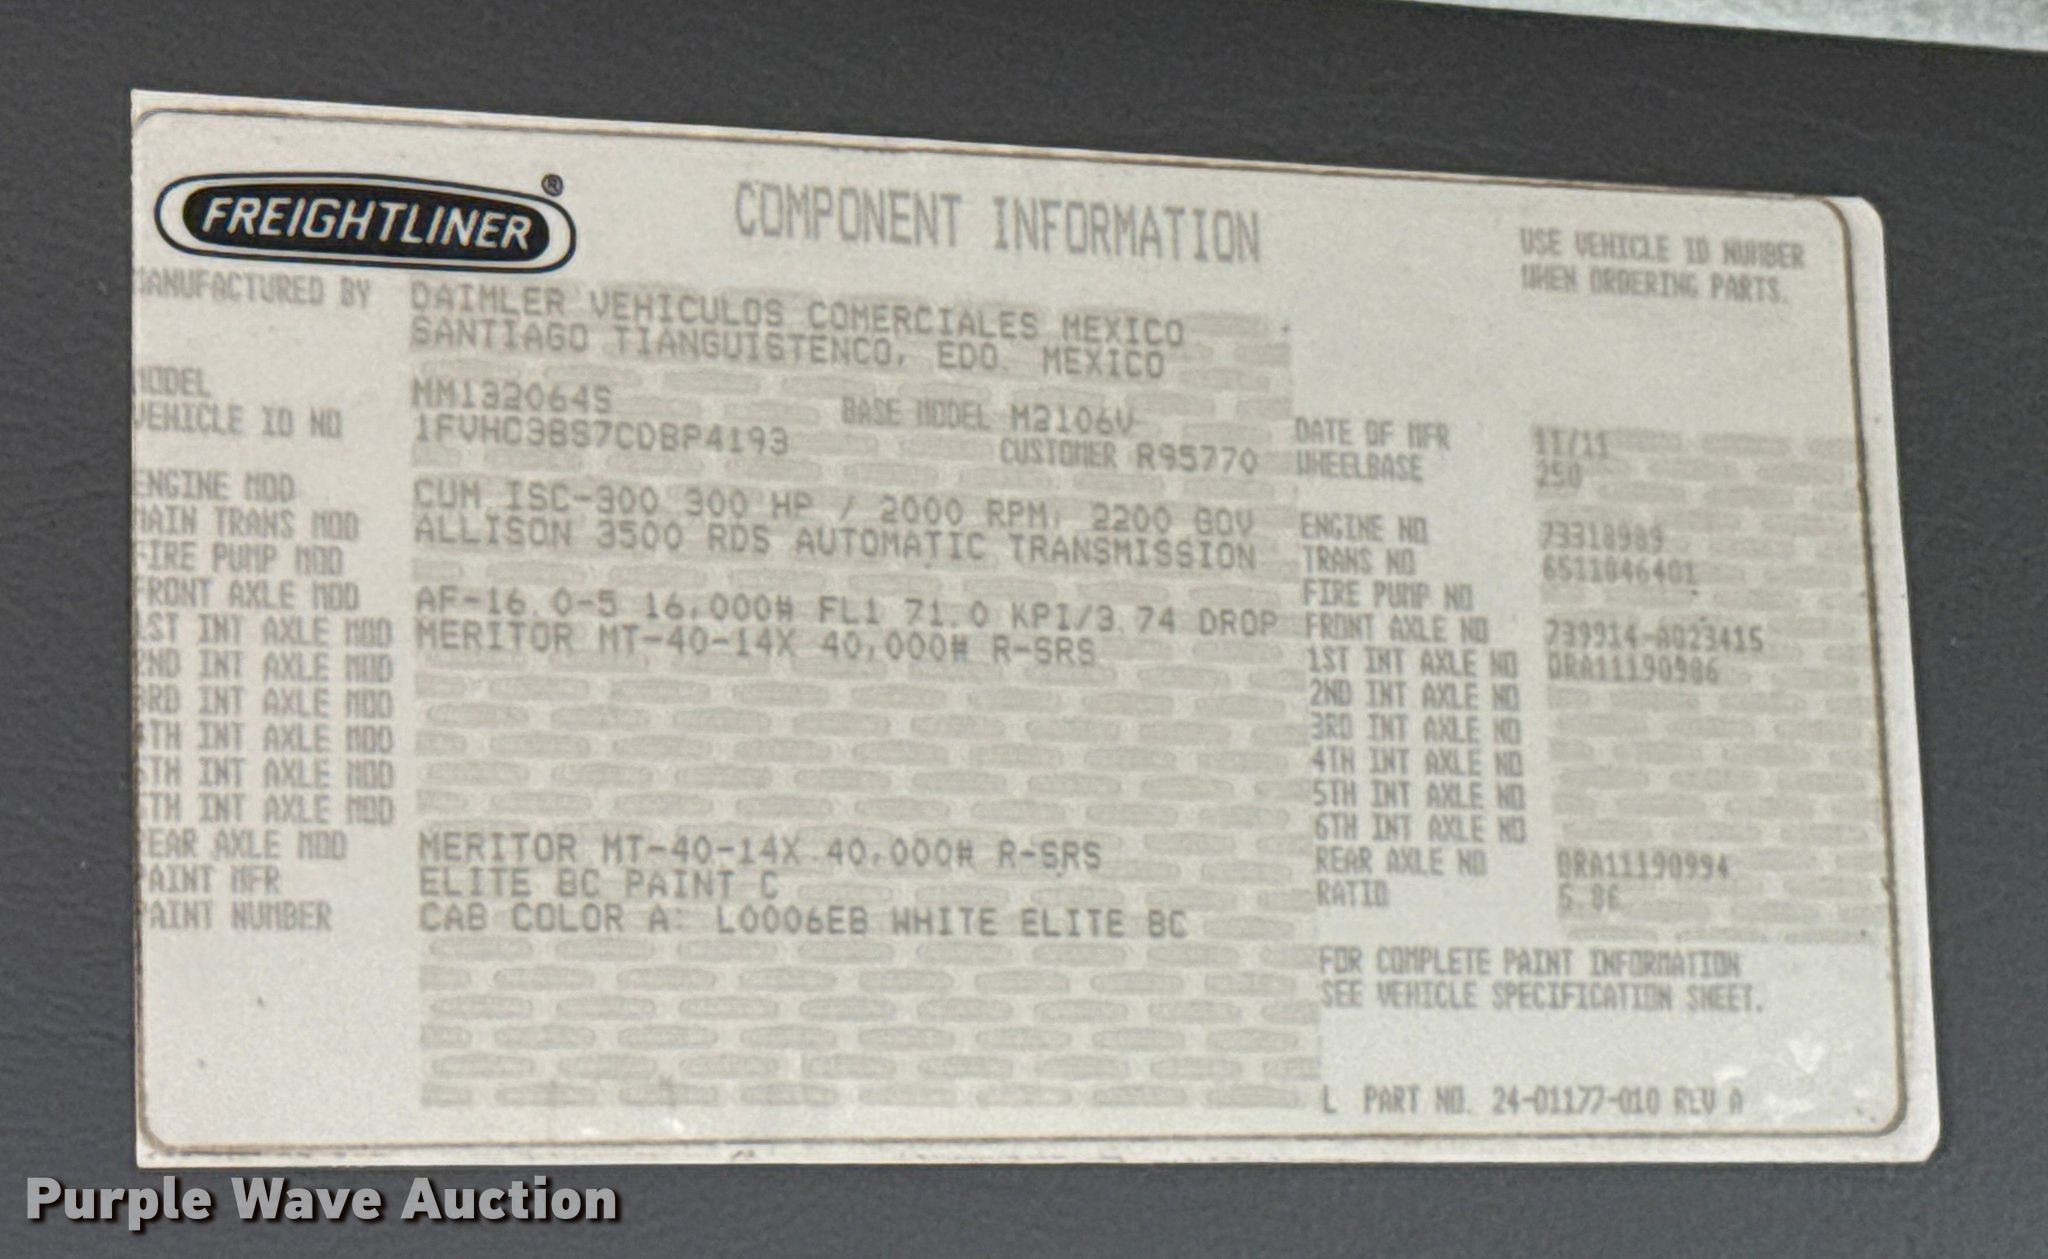 FREIGHTLINER®
COMPONENT INFORMATION
USE VEHICLE ID NUMBER
WHEN ORDERING PARTS.
MANUFACTURED BY DAIMLER VEHICULOS COMERCIALES MEXICO
SANTIAGO TIANGUISTENCO, EDO. MEXICO
MODEL MM132064S BASE MODEL M2106V DATE OF MFR 11/11
VEHICLE ID NO 1FVHC3BS7CDBP4193 CUSTOMER R95770 WHEELBASE 250
ENGINE MOD CUM ISC-300 300 HP / 2000 RPM, 2200 GOV ENGINE NO 73318989
MAIN TRANS MOD ALLISON 3500 RDS AUTOMATIC TRANSMISSION TRANS NO 6511046401
FIRE PUMP MOD FIRE PUMP NO
FRONT AXLE MOD AF-16.0-5 16,000# FL1 71.0 KPI/3.74 DROP FRONT AXLE NO 739914-A023415
1ST INT AXLE MOD MERITOR MT-40-14X 40,000# R-SRS 1ST INT AXLE NO ORA11190986
2ND INT AXLE MOD 2ND INT AXLE NO
3RD INT AXLE MOD 3RD INT AXLE NO
4TH INT AXLE MOD 4TH INT AXLE NO
5TH INT AXLE MOD 5TH INT AXLE NO
6TH INT AXLE MOD 6TH INT AXLE NO
REAR AXLE MOD MERITOR MT-40-14X 40,000# R-SRS REAR AXLE NO ORA11190994
PAINT MFR ELITE BC PAINT C RATIO 5.86
PAINT NUMBER CAB COLOR A: L0006EB WHITE ELITE BC
FOR COMPLETE PAINT INFORMATION
SEE VEHICLE SPECIFICATION SHEET.
L PART NO. 24-01177-010 REV A
Purple Wave Auction